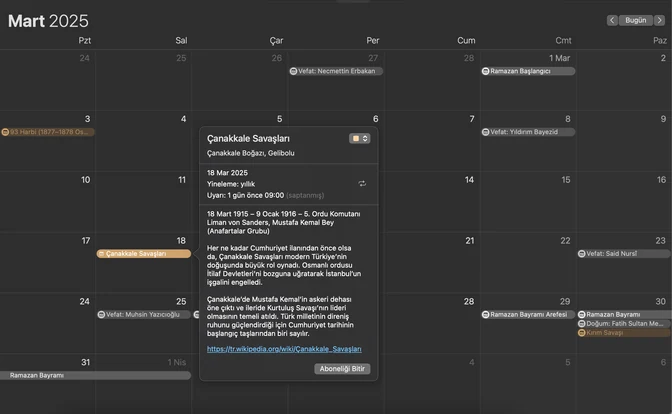 Mart 2025
Bugün
Pzt Sal Çar Per Cum Cmt Paz
24 25 26 27 28 1 Mar 2
Vefat: Necmettin Erbakan
Ramazan Başlangıcı
3 4 5 6 7 8 9
93 Harbi (1877–1878 Os...
Vefat: Yıldırım Bayezid
10 11 14 15 16
17 18 21 22 23
Çanakkale Savaşları
Vefat: Said Nursî
24 25 28 29 30
Vefat: Muhsin Yazıcıoğlu
Ramazan Bayramı Arefesi
Ramazan Bayramı
Doğum: Fatih Sultan Me...
Kırım Savaşı
31 1 Nis 4 5 6
Ramazan Bayramı
Çanakkale Savaşları
Çanakkale Boğazı, Gelibolu
18 Mar 2025
Yineleme: yıllık
Uyarı: 1 gün önce 09:00 (saptanmış)
18 Mart 1915 – 9 Ocak 1916 – 5. Ordu Komutanı
Liman von Sanders, Mustafa Kemal Bey
(Anafartalar Grubu)
Her ne kadar Cumhuriyet ilanından önce olsa
da, Çanakkale Savaşları modern Türkiye’nin
doğuşunda büyük rol oynadı. Osmanlı ordusu
İtilaf Devletleri’ni bozguna uğratarak İstanbul’un
işgalini engelledi.
Çanakkale’de Mustafa Kemal’in askeri dehası
öne çıktı ve ileride Kurtuluş Savaşı’nın lideri
olmasının temeli atıldı. Türk milletinin direniş
ruhunu güçlendirdiği için Cumhuriyet tarihinin
başlangıç taşlarından biri sayılır.
https://tr.wikipedia.org/wiki/Çanakkale_Savaşları
Aboneliği Bitir